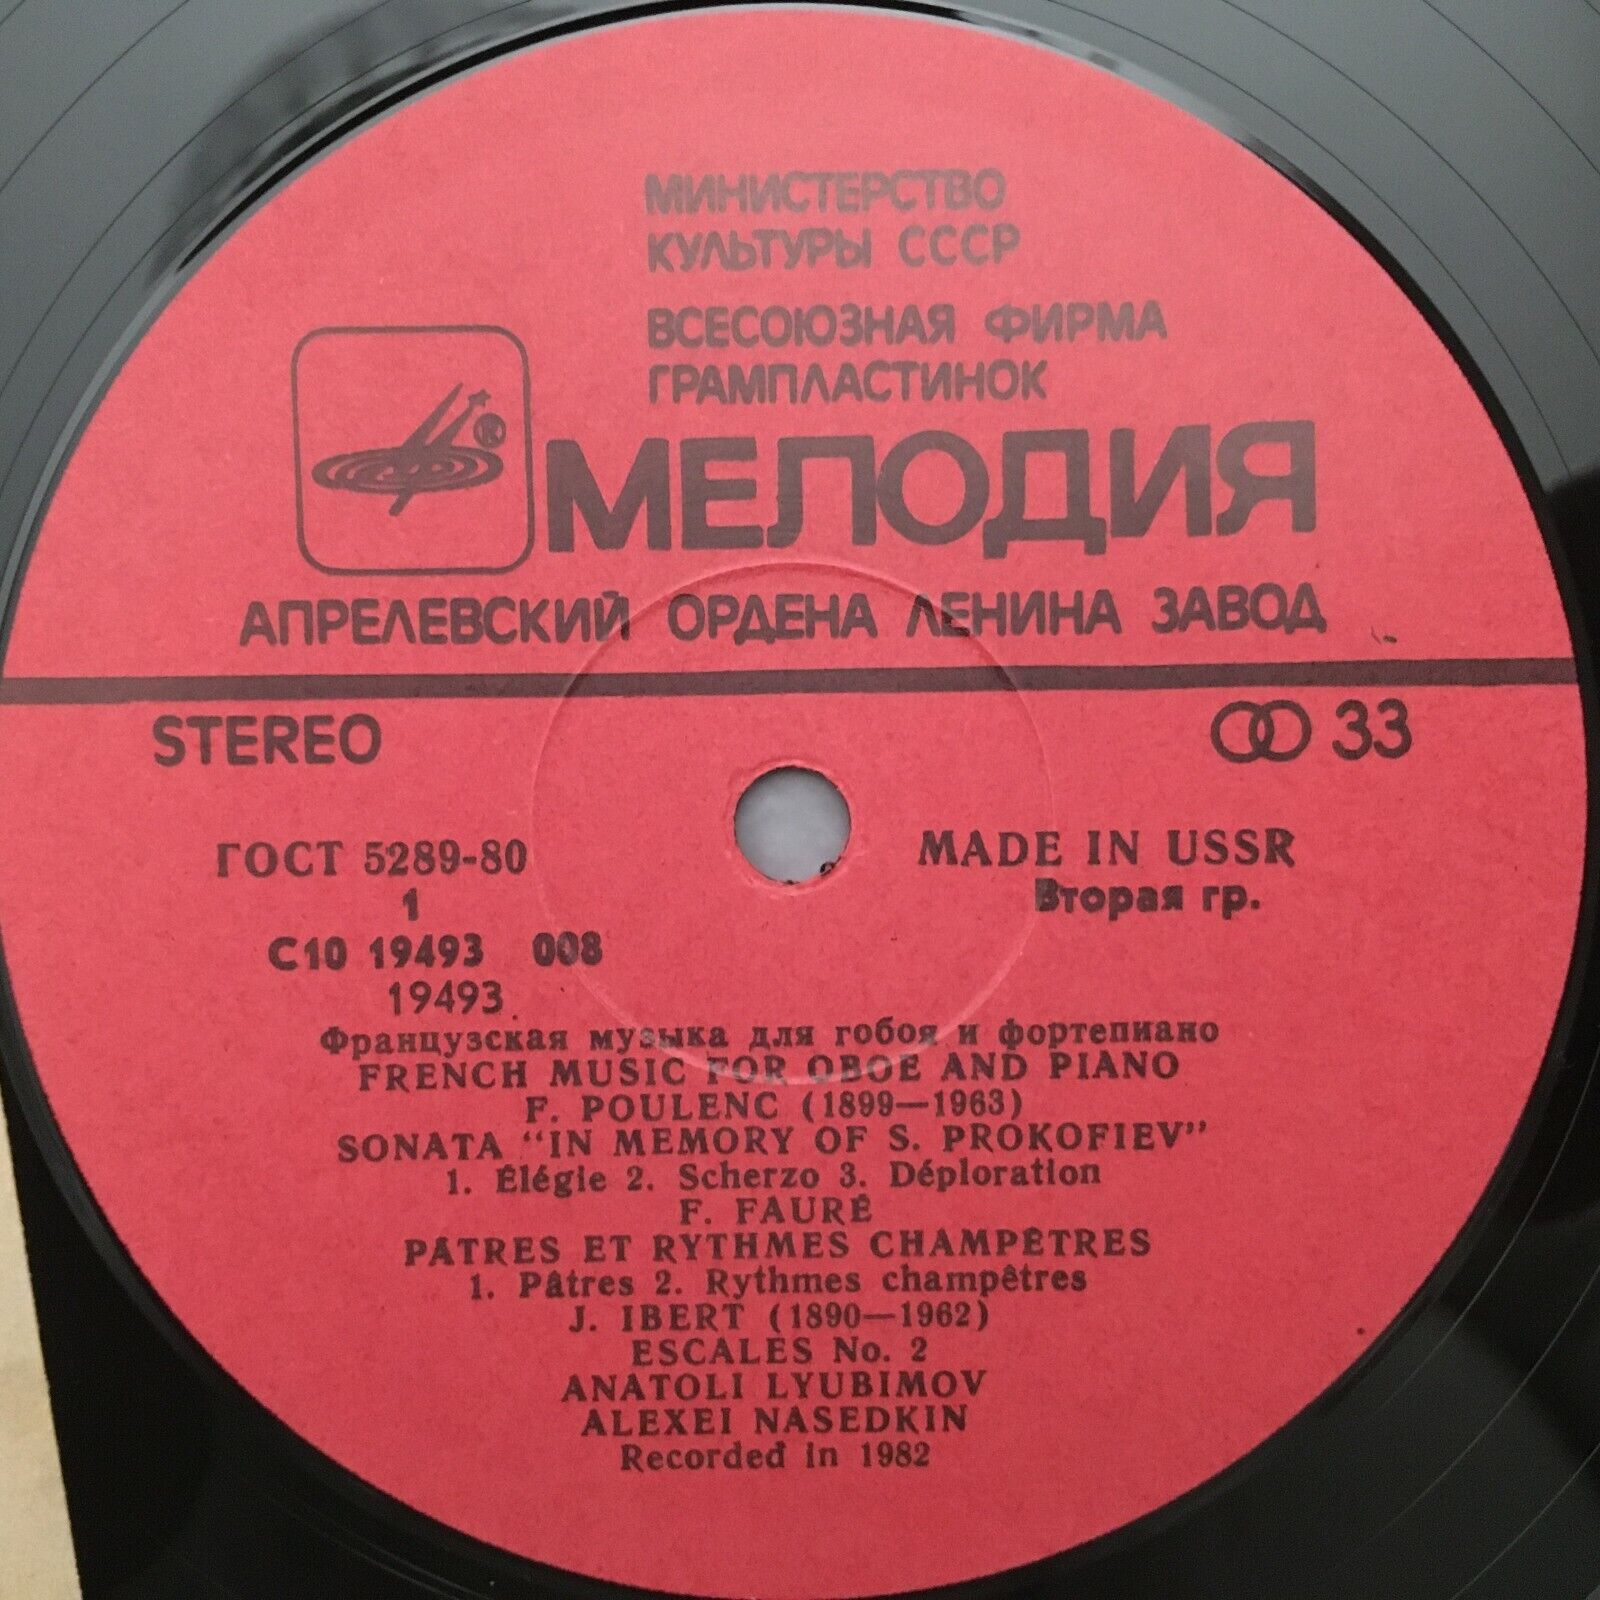 МИНИСТЕРСТВО
КУЛЬТУРЫ СССР
ВСЕСОЮЗНАЯ ФИРМА
ГРАМПЛАСТИНОК
МЕЛОДИЯ
АПРЕЛЕВСКИЙ ОРДЕНА ЛЕНИНА ЗАВОД
STEREO
33
ГОСТ 5289-80
MADE IN USSR
1
Вторая гр.
С10 19493 008
19493
Французская музыка для гобоя и фортепиано
FRENCH MUSIC FOR OBOE AND PIANO
F. POULENC (1899—1963)
SONATA “IN MEMORY OF S. PROKOFIEV”
1. Élégie 2. Scherzo 3. Déploration
F. FAURÉ
PÂTRES ET RYTHMES CHAMPÊTRES
1. Pâtres 2. Rythmes champêtres
J. IBERT (1890—1962)
ESCALES No. 2
ANATOLI LYUBIMOV
ALEXEI NASEDKIN
Recorded in 1982